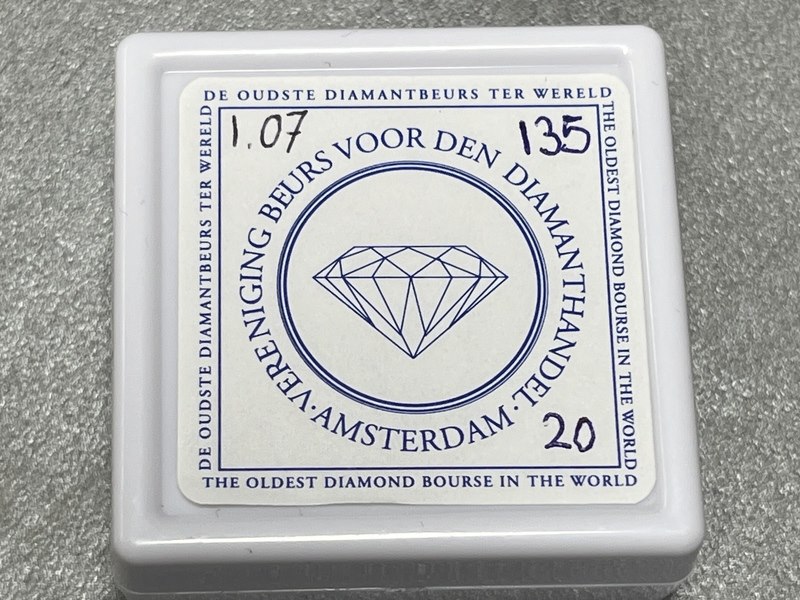 DE OUDSTE DIAMANTBEURS TER WERELD
DE OUDSTE DIAMANTBEURS TER WERELD
THE OLDEST DIAMOND BOURSE IN THE WORLD
1.07
135
VERENIGING BEURS VOOR DEN DIAMANTHANDEL
·AMSTERDAM·
20
THE OLDEST DIAMOND BOURSE IN THE WORLD